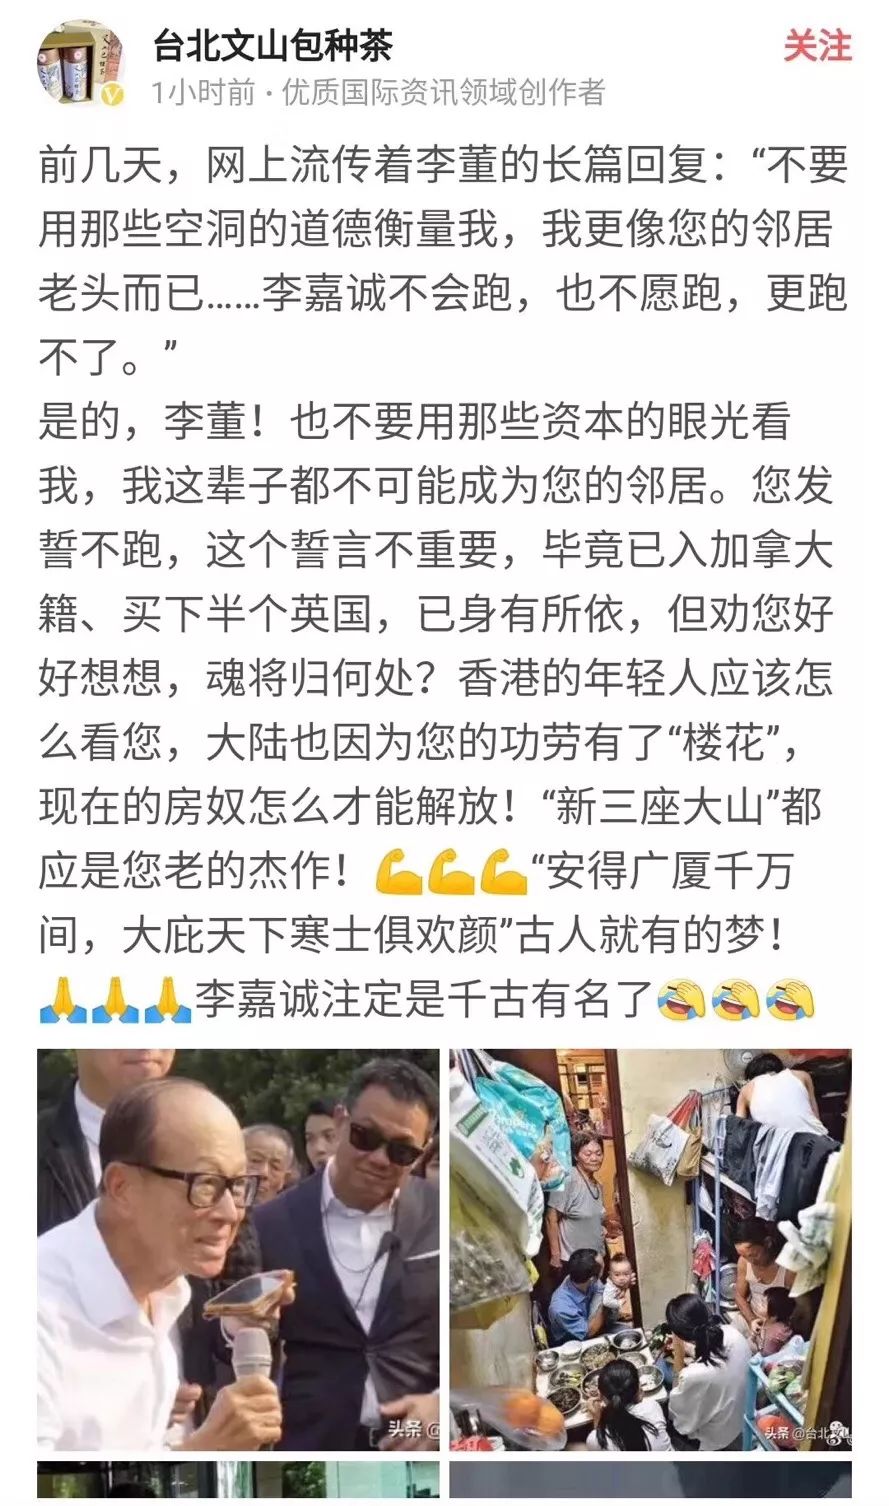 台北文山包种茶
关注
1小时前·优质国际资讯领域创作者
前几天，网上流传着李董的长篇回复：“不要
用那些空洞的道德衡量我，我更像您的邻居
老头而已……李嘉诚不会跑，也不愿跑，更跑
不了。”
是的，李董！也不要用那些资本的眼光看
我，我这辈子都不可能成为您的邻居。您发
誓不跑，这个誓言不重要，毕竟已入加拿大
籍、买下半个英国，已身有所依，但劝您好
好想想，魂将归何处？香港的年轻人应该怎
么看您，大陆也因为您的功劳有了“楼花”，
现在的房奴怎么才能解放！“新三座大山”都
应是您老的杰作！💪💪💪“安得广厦千万
间，大庇天下寒士俱欢颜”古人就有的梦！
🙏🙏🙏李嘉诚注定是千古有名了🤣🤣🤣
头条 @
头条 @台北文山